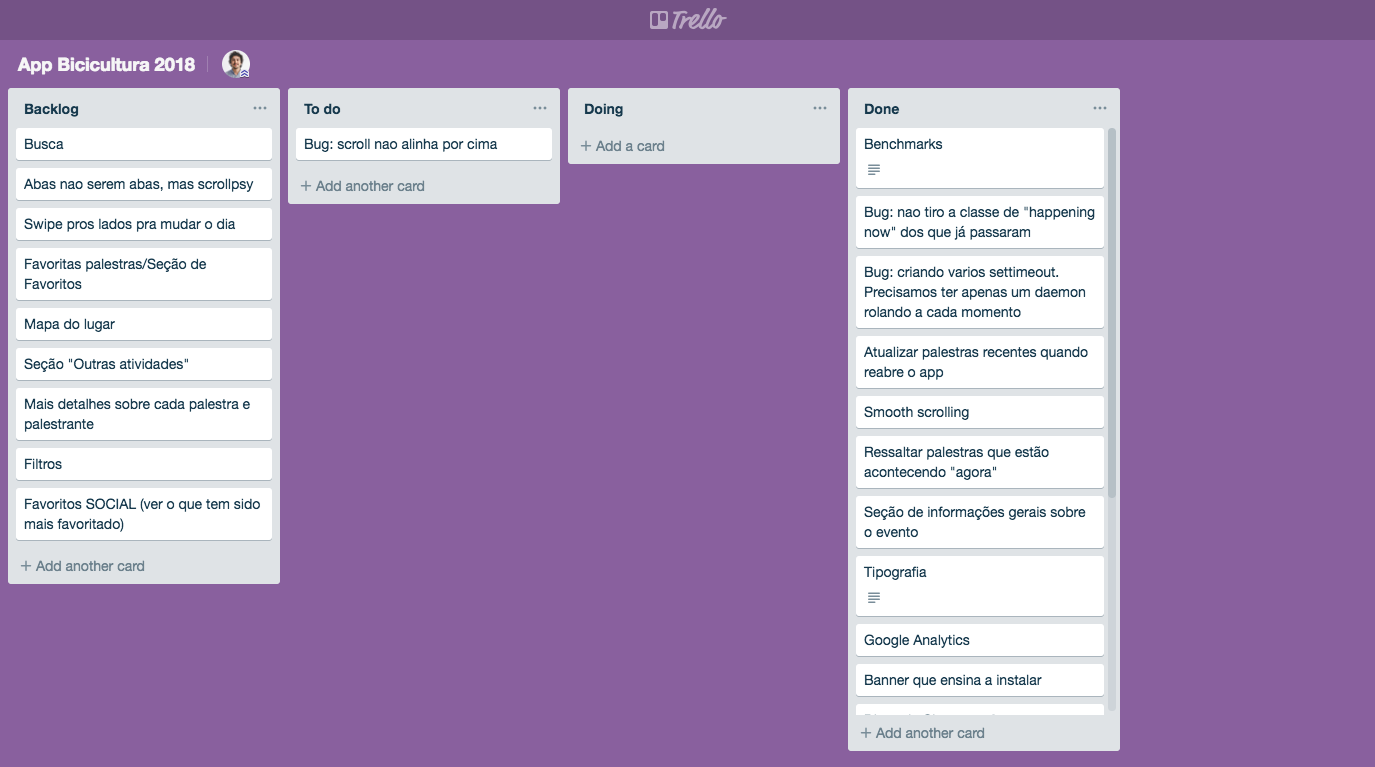 Trello
App Bicicultura 2018
Backlog
Busca
Abas nao serem abas, mas scrollpsy
Swipe pros lados pra mudar o dia
Favoritas palestras/Seção de
Favoritos
Mapa do lugar
Seção "Outras atividades"
Mais detalhes sobre cada palestra e
palestrante
Filtros
Favoritos SOCIAL (ver o que tem sido
mais favoritado)
+ Add another card
To do
Bug: scroll nao alinha por cima
+ Add another card
Doing
+ Add a card
Done
Benchmarks
Bug: nao tiro a classe de "happening
now" dos que já passaram
Bug: criando varios settimeout.
Precisamos ter apenas um daemon
rolando a cada momento
Atualizar palestras recentes quando
reabre o app
Smooth scrolling
Ressaltar palestras que estão
acontecendo "agora"
Seção de informações gerais sobre
o evento
Tipografia
Google Analytics
Banner que ensina a instalar
+ Add another card